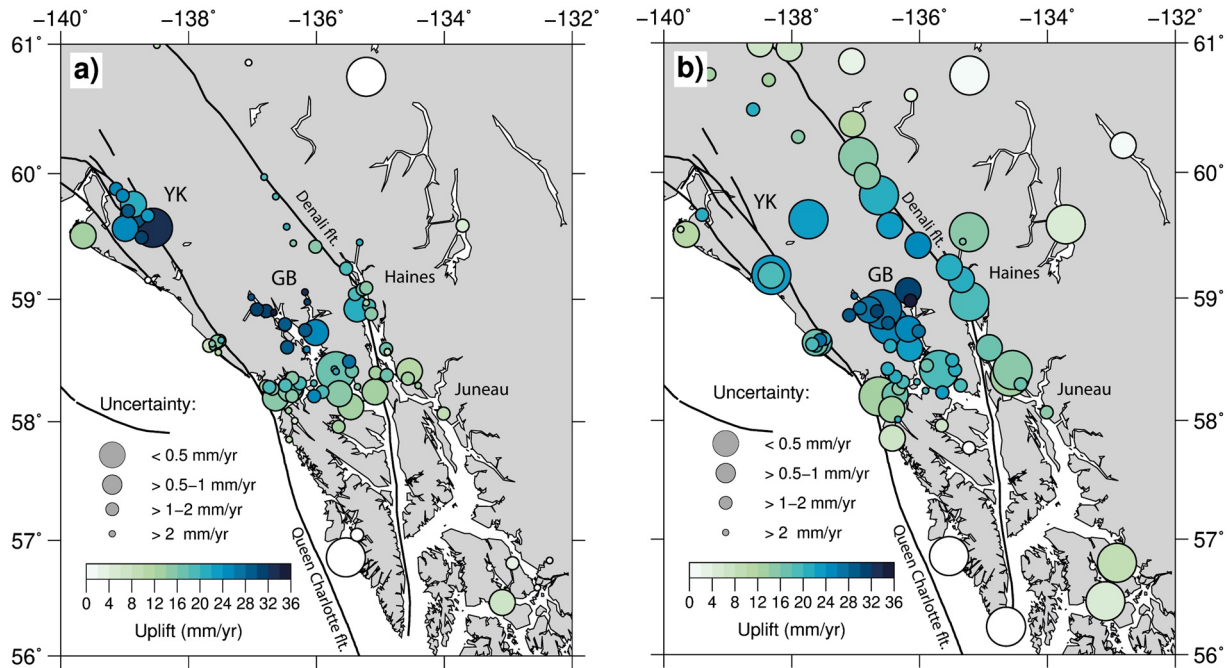 −140° −138° −136° −134° −132°
61°
a)
60°
YK
Denali flt.
GB
Haines
59°
Juneau
58°
Uncertainty:
< 0.5 mm/yr
> 0.5−1 mm/yr
> 1−2 mm/yr
> 2 mm/yr
57°
Queen Charlotte flt.
0 4 8 12 16 20 24 28 32 36
Uplift (mm/yr)
56°
−140° −138° −136° −134° −132°
61°
b)
60°
YK
Denali flt.
GB
Haines
59°
Juneau
58°
Uncertainty:
< 0.5 mm/yr
> 0.5−1 mm/yr
> 1−2 mm/yr
> 2 mm/yr
57°
Queen Charlotte flt.
0 4 8 12 16 20 24 28 32 36
Uplift (mm/yr)
56°